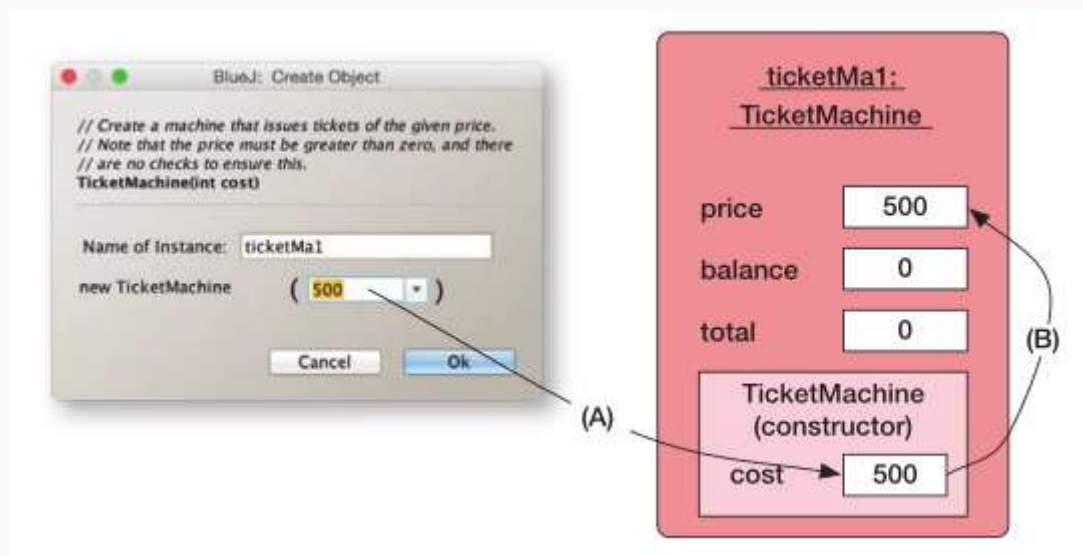 BlueJ: Create Object
// Create a machine that issues tickets of the given price.
// Note that the price must be greater than zero, and there
// are no checks to ensure this.
TicketMachine(int cost)
Name of Instance: ticketMa1
new TicketMachine ( 500 )
Cancel Ok
(A)
ticketMa1:
TicketMachine
price 500
balance 0
total 0
(B)
TicketMachine
(constructor)
cost 500